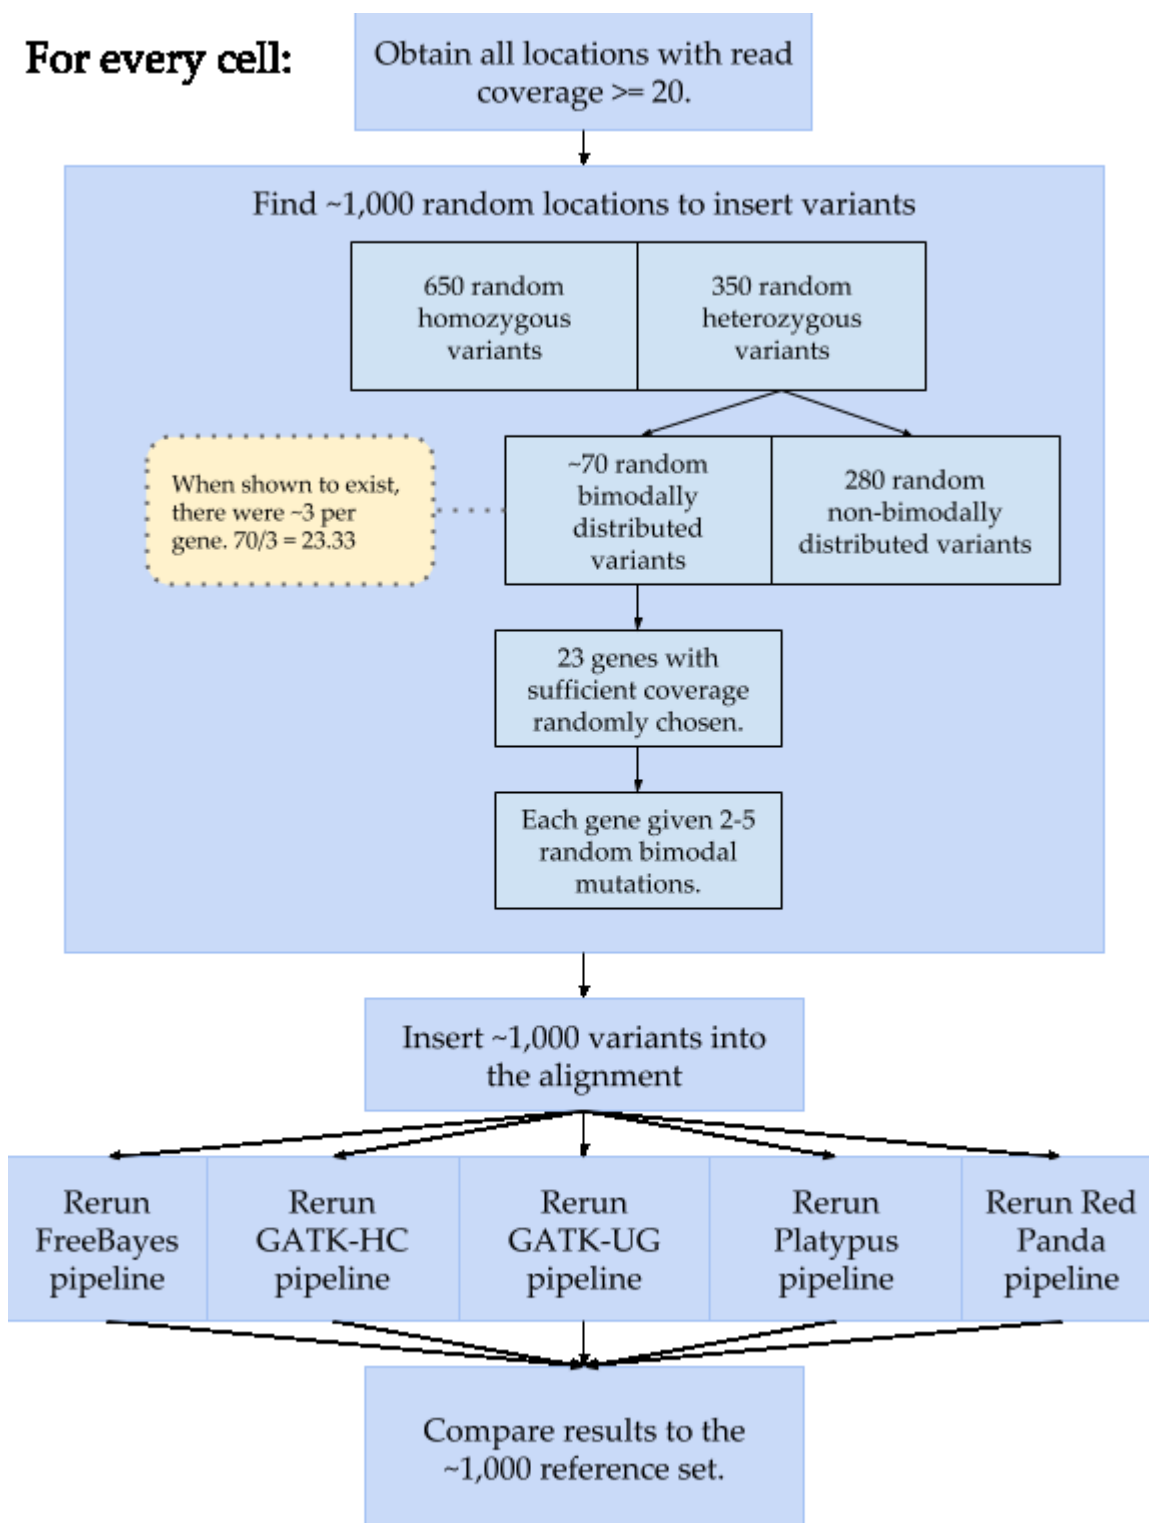 For every cell:
Obtain all locations with read
coverage >= 20.
Find ~1,000 random locations to insert variants
650 random
homozygous
variants
350 random
heterozygous
variants
When shown to exist,
there were ~3 per
gene. 70/3 = 23.33
~70 random
bimodally
distributed
variants
280 random
non-bimodally
distributed variants
23 genes with
sufficient coverage
randomly chosen.
Each gene given 2-5
random bimodal
mutations.
Insert ~1,000 variants into
the alignment
Rerun
FreeBayes
pipeline
Rerun
GATK-HC
pipeline
Rerun
GATK-UG
pipeline
Rerun
Platypus
pipeline
Rerun Red
Panda
pipeline
Compare results to the
~1,000 reference set.